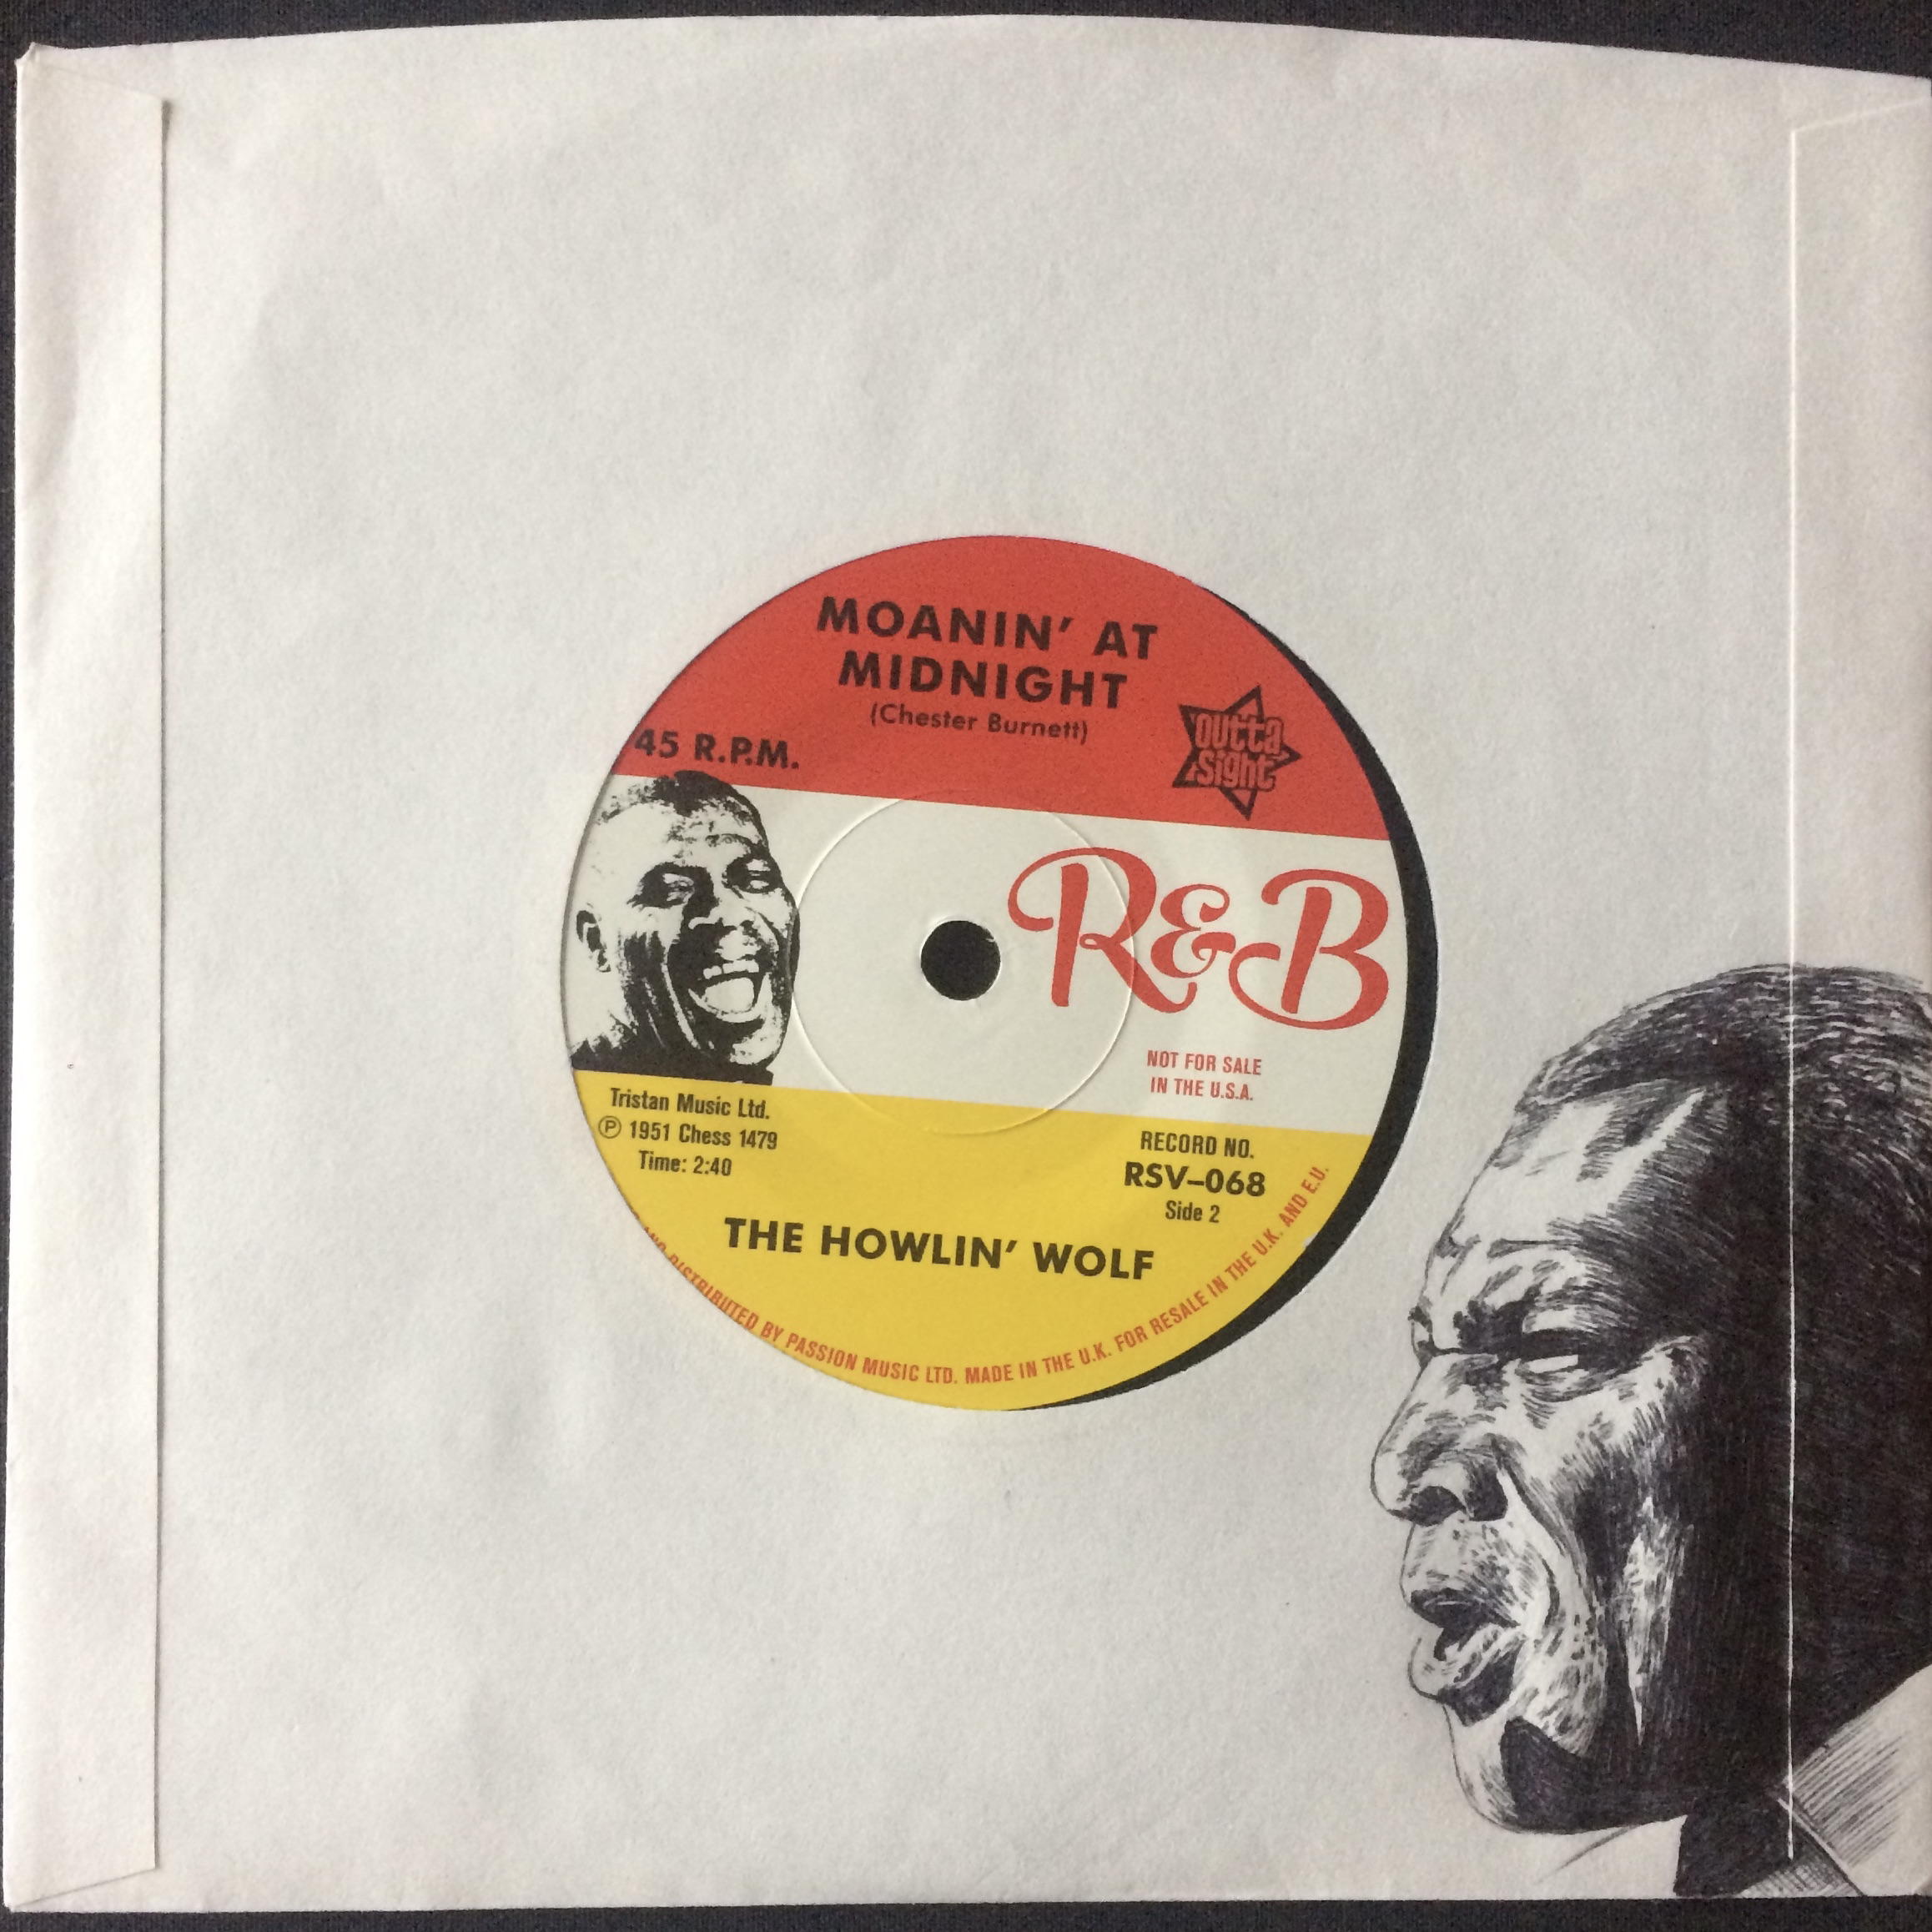 MOANIN' AT
MIDNIGHT
(Chester Burnett)
45 R.P.M.
outta
sight
R&B
NOT FOR SALE
IN THE U.S.A.
Tristan Music Ltd.
℗ 1951 Chess 1479
Time: 2:40
RECORD NO.
RSV–068
Side 2
THE HOWLIN' WOLF
AND DISTRIBUTED BY PASSION MUSIC LTD. MADE IN THE U.K. FOR RESALE IN THE U.K. AND E.U.